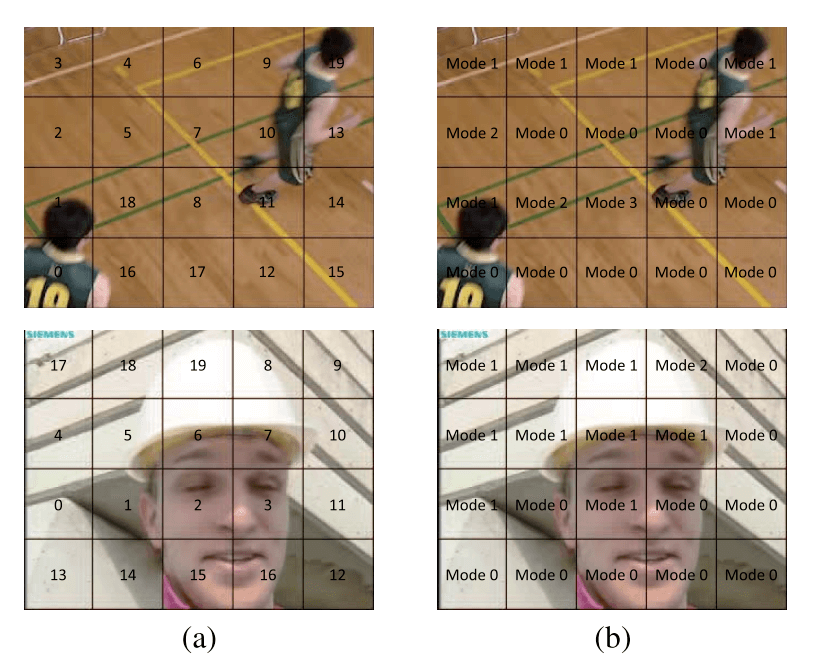 3 4 6 9 19
2 5 7 10 13
1 18 8 11 14
0 16 17 12 15
19
Mode 1 Mode 1 Mode 1 Mode 0 Mode 1
Mode 2 Mode 0 Mode 0 Mode 0 Mode 1
Mode 1 Mode 2 Mode 3 Mode 0 Mode 0
Mode 0 Mode 0 Mode 0 Mode 0 Mode 0
19
SIEMENS
17 18 19 8 9
4 5 6 7 10
0 1 2 3 11
13 14 15 16 12
SIEMENS
Mode 1 Mode 1 Mode 1 Mode 2 Mode 0
Mode 1 Mode 1 Mode 1 Mode 1 Mode 0
Mode 1 Mode 0 Mode 1 Mode 0 Mode 0
Mode 0 Mode 0 Mode 0 Mode 0 Mode 0
(a) (b)